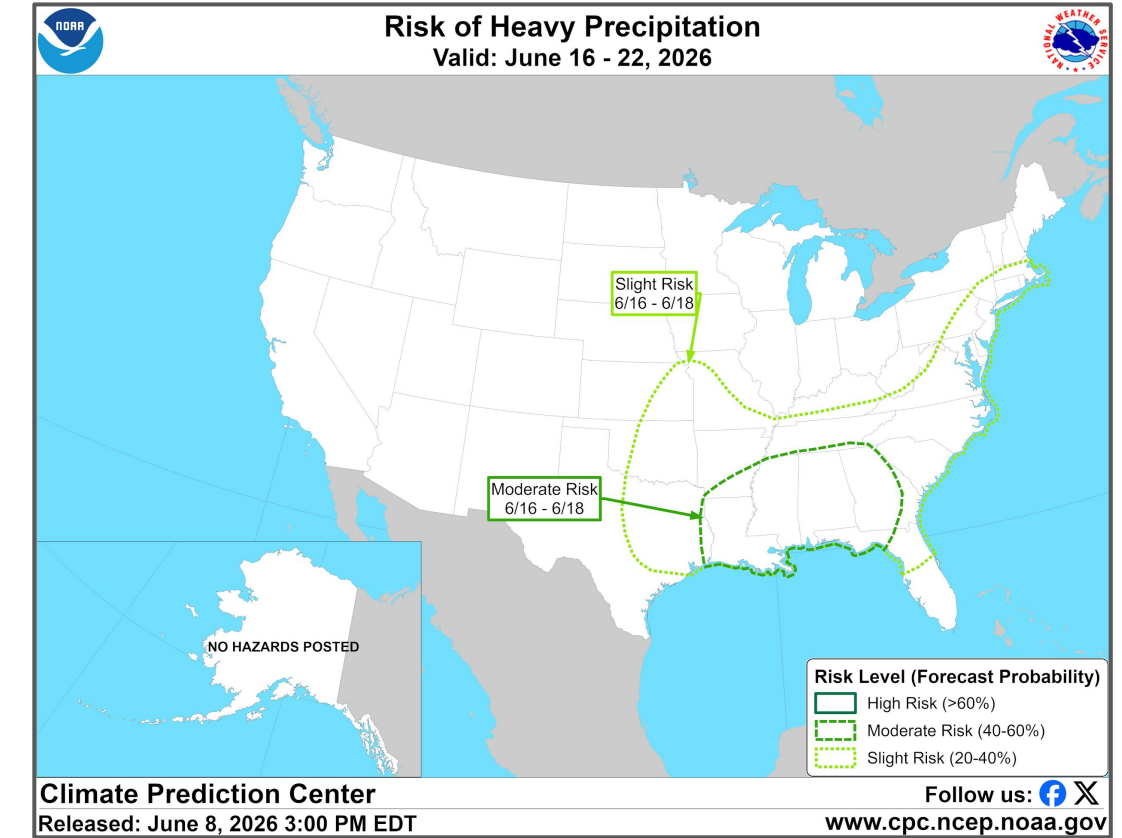 NOAA
Risk of Heavy Precipitation
Valid: June 16 - 22, 2026
NATIONAL WEATHER SERVICE
Slight Risk
6/16 - 6/18
Moderate Risk
6/16 - 6/18
NO HAZARDS POSTED
Risk Level (Forecast Probability)
High Risk (>60%)
Moderate Risk (40-60%)
Slight Risk (20-40%)
Climate Prediction Center
Follow us:
Released: June 8, 2026 3:00 PM EDT
www.cpc.ncep.noaa.gov